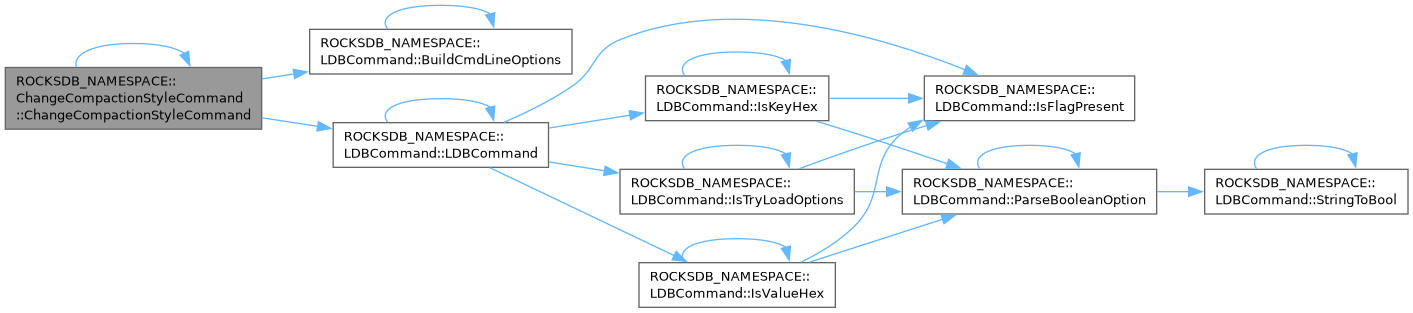 ROCKSDB_NAMESPACE::
ChangeCompactionStyleCommand
::ChangeCompactionStyleCommand
ROCKSDB_NAMESPACE::
LDBCommand::BuildCmdLineOptions
ROCKSDB_NAMESPACE::
LDBCommand::LDBCommand
ROCKSDB_NAMESPACE::
LDBCommand::IsKeyHex
ROCKSDB_NAMESPACE::
LDBCommand::IsTryLoadOptions
ROCKSDB_NAMESPACE::
LDBCommand::IsValueHex
ROCKSDB_NAMESPACE::
LDBCommand::IsFlagPresent
ROCKSDB_NAMESPACE::
LDBCommand::ParseBooleanOption
ROCKSDB_NAMESPACE::
LDBCommand::StringToBool